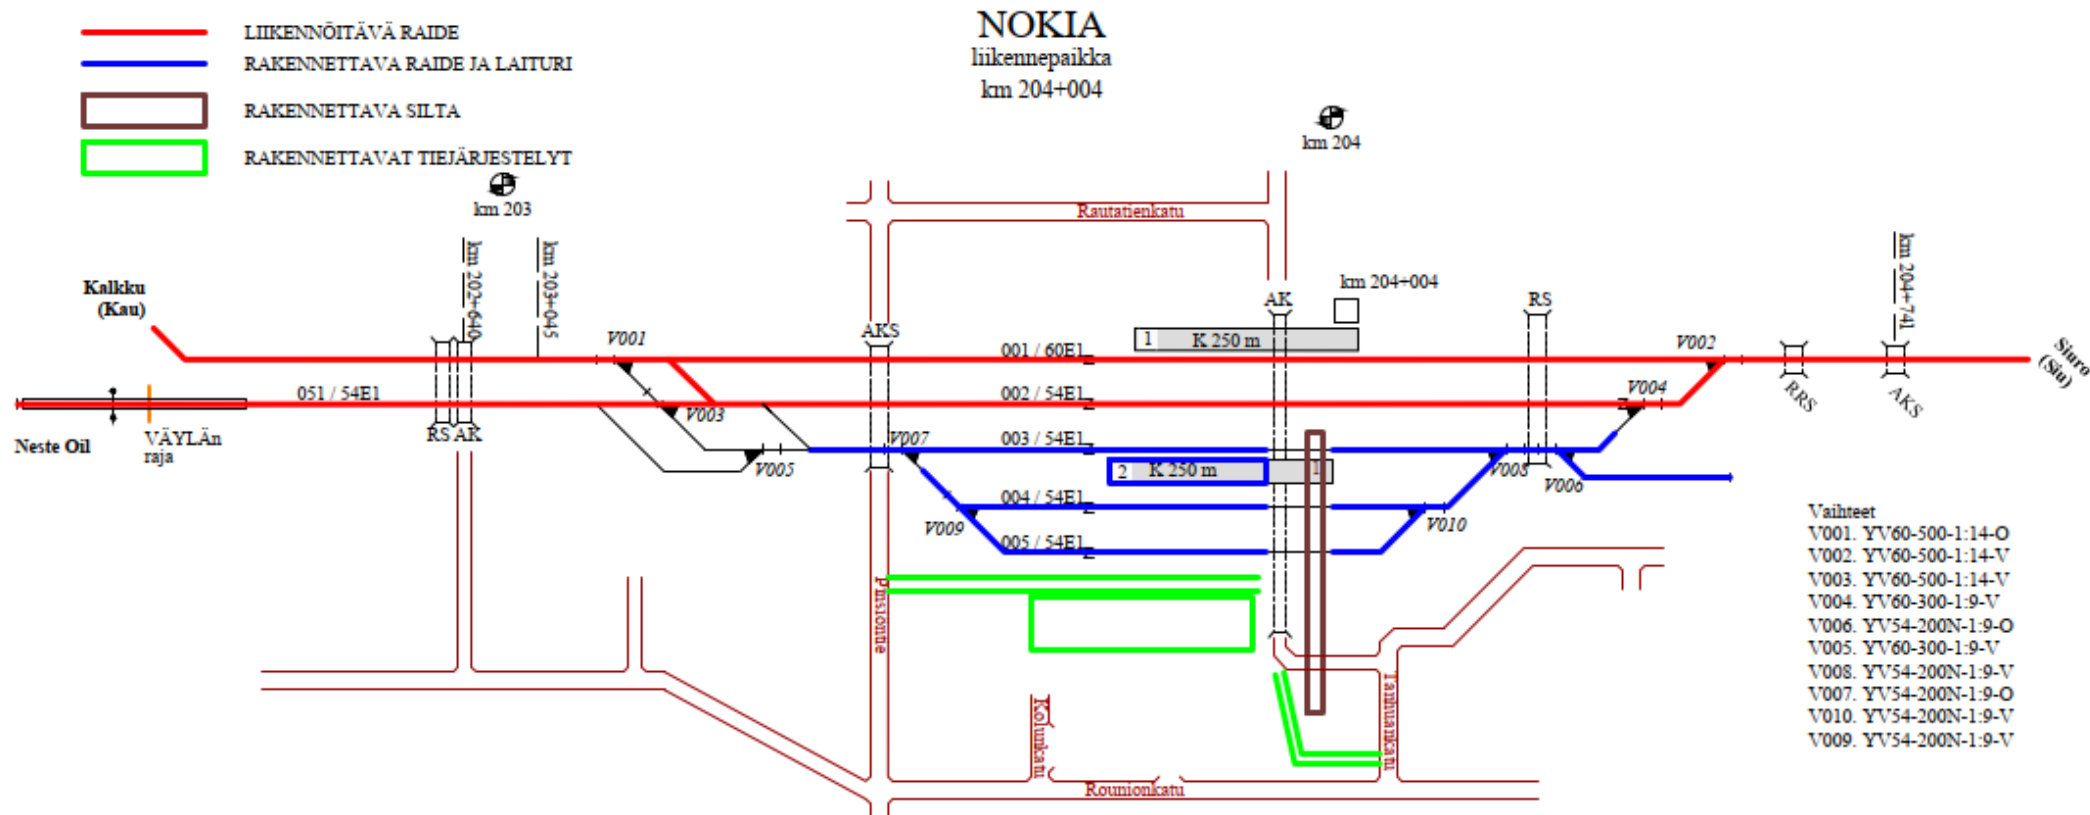 LIIKENNÖITÄVÄ RAIDE
RAKENNETTAVA RAIDE JA LAITURI
RAKENNETTAVA SILTA
RAKENNETTAVAT TIEJÄRJESTELYT
NOKIA
liikennepaikka
km 204+004
km 204
km 203
km 202+640
km 203+045
Rautatienkatu
km 204+741
Kalkku
(Kau)
km 204+004
V001
AKS
AK
RS
V002
1 K 250 m
001 / 60E1
Siuro
(Siu)
051 / 54E1
V003
002 / 54E1
V004
RRS
AKS
Neste Oil
VÄYLÄn
raja
RS AK
V005
V007
003 / 54E1
2 K 250 m
1
V008
V006
004 / 54E1
V009
V010
005 / 54E1
Pinsiontie
Kolunkatu
Tanhuankatu
Rounionkatu
Vaihteet
V001. YV60-500-1:14-O
V002. YV60-500-1:14-V
V003. YV60-500-1:14-V
V004. YV60-300-1:9-V
V006. YV54-200N-1:9-O
V005. YV60-300-1:9-V
V008. YV54-200N-1:9-V
V007. YV54-200N-1:9-O
V010. YV54-200N-1:9-V
V009. YV54-200N-1:9-V